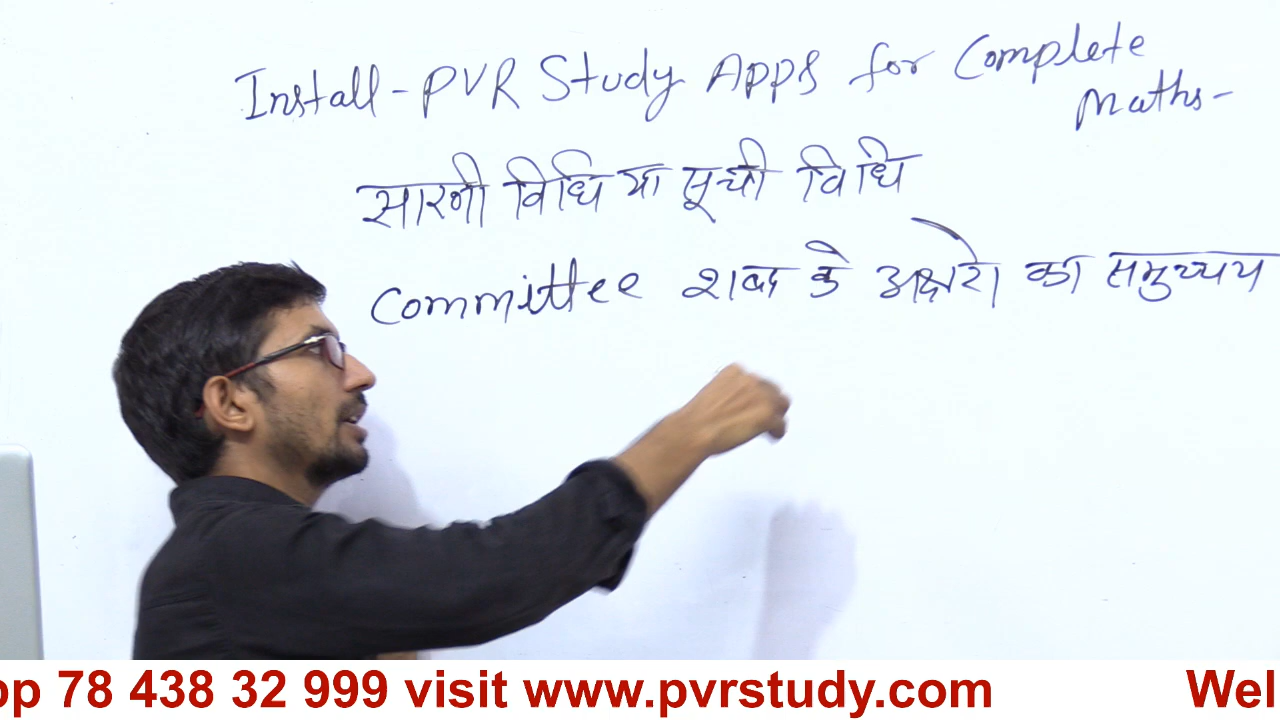 Install - PVR Study Apps for Complete
Maths -
सारणी विधि या सूची विधि
Committee शब्द के अक्षरो का समुच्चय
op 78 438 32 999 visit www.pvrstudy.com Wel